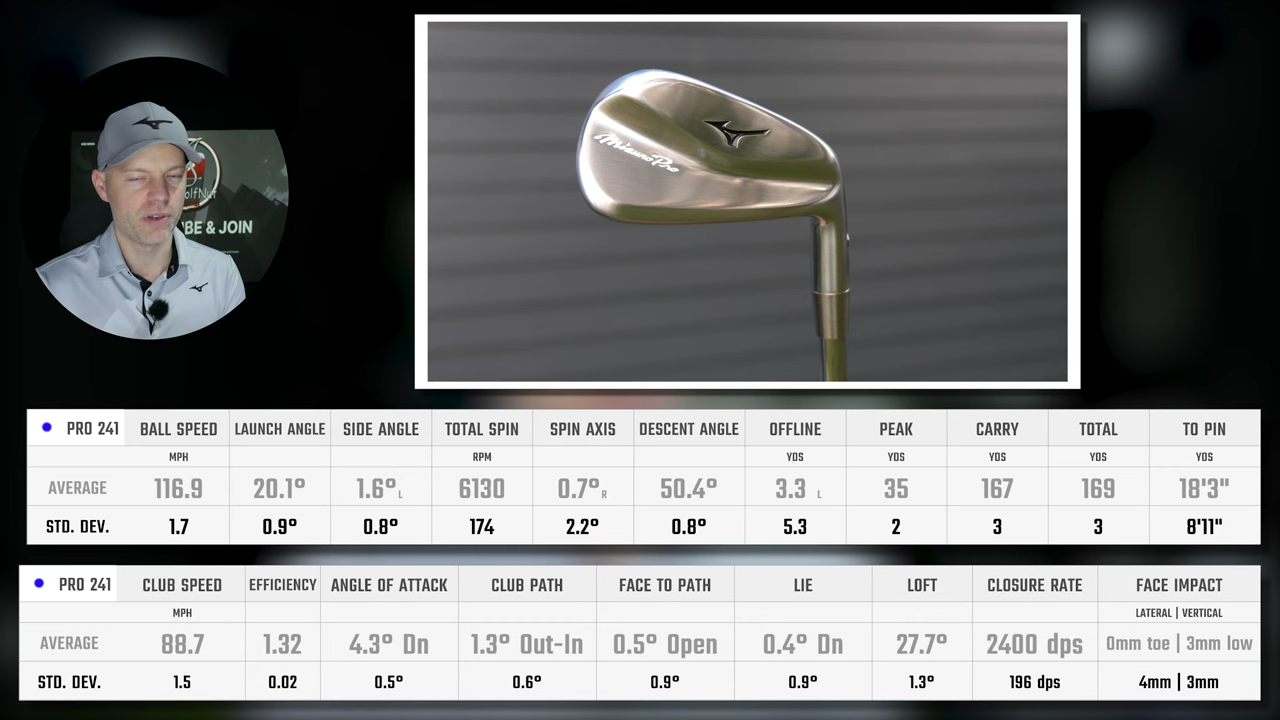 Mizuno Pro
olfNut
BE & JOIN
PRO 241 BALL SPEED LAUNCH ANGLE SIDE ANGLE TOTAL SPIN SPIN AXIS DESCENT ANGLE OFFLINE PEAK CARRY TOTAL TO PIN
MPH RPM YDS YDS YDS YDS YDS
AVERAGE 116.9 20.1° 1.6° L 6130 0.7° R 50.4° 3.3 L 35 167 169 18'3"
STD. DEV. 1.7 0.9° 0.8° 174 2.2° 0.8° 5.3 2 3 3 8'11"
PRO 241 CLUB SPEED EFFICIENCY ANGLE OF ATTACK CLUB PATH FACE TO PATH LIE LOFT CLOSURE RATE FACE IMPACT
MPH LATERAL | VERTICAL
AVERAGE 88.7 1.32 4.3° Dn 1.3° Out-In 0.5° Open 0.4° Dn 27.7° 2400 dps 0mm toe | 3mm low
STD. DEV. 1.5 0.02 0.5° 0.6° 0.9° 0.9° 1.3° 196 dps 4mm | 3mm